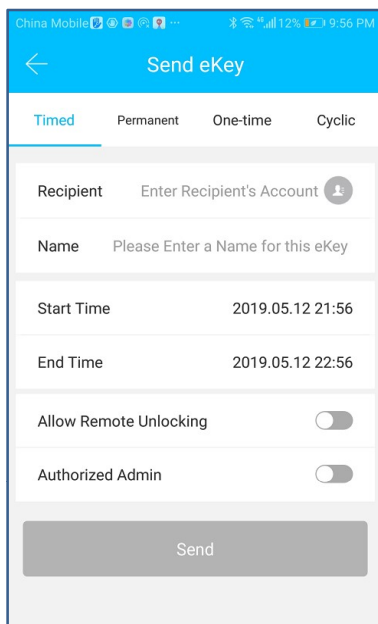 China Mobile ··· 12% 9:56 PM
Send eKey
Timed Permanent One-time Cyclic
Recipient Enter Recipient's Account
Name Please Enter a Name for this eKey
Start Time 2019.05.12 21:56
End Time 2019.05.12 22:56
Allow Remote Unlocking
Authorized Admin
Send